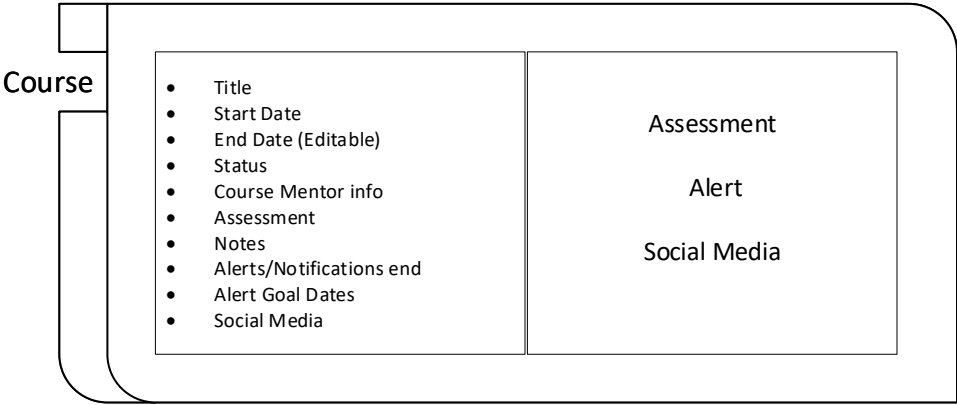 Course
• Title
• Start Date
• End Date (Editable)
• Status
• Course Mentor info
• Assessment
• Notes
• Alerts/Notifications end
• Alert Goal Dates
• Social Media
Assessment
Alert
Social Media